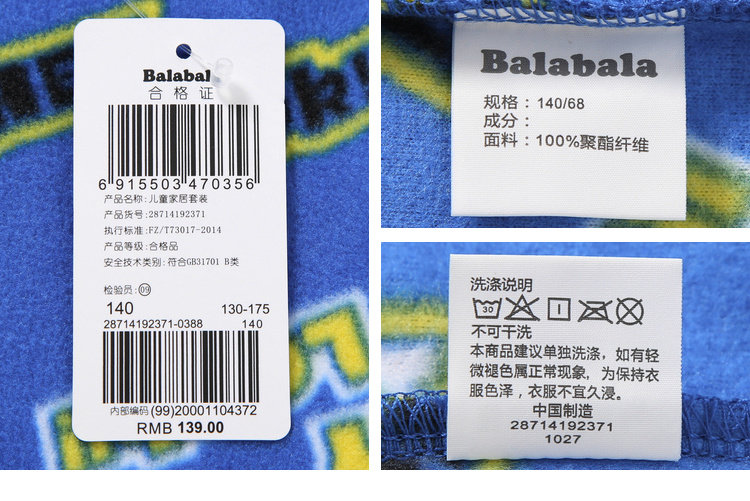 Balabal
合格证
6 915503 470356
产品名称:儿童家居套装
产品货号:28714192371
执行标准:FZ/T73017-2014
产品等级:合格品
安全技术类别:符合GB31701 B类
检验员:09
140 130-175
28714192371-0388 140
内部编码 (99)20001104372
RMB 139.00
Balabala
规格:140/68
成分:
面料:100%聚酯纤维
洗涤说明
30
不可干洗
本商品建议单独洗涤,如有轻
微褪色属正常现象,为保持衣
服色泽,衣服不宜久浸。
中国制造
28714192371
1027